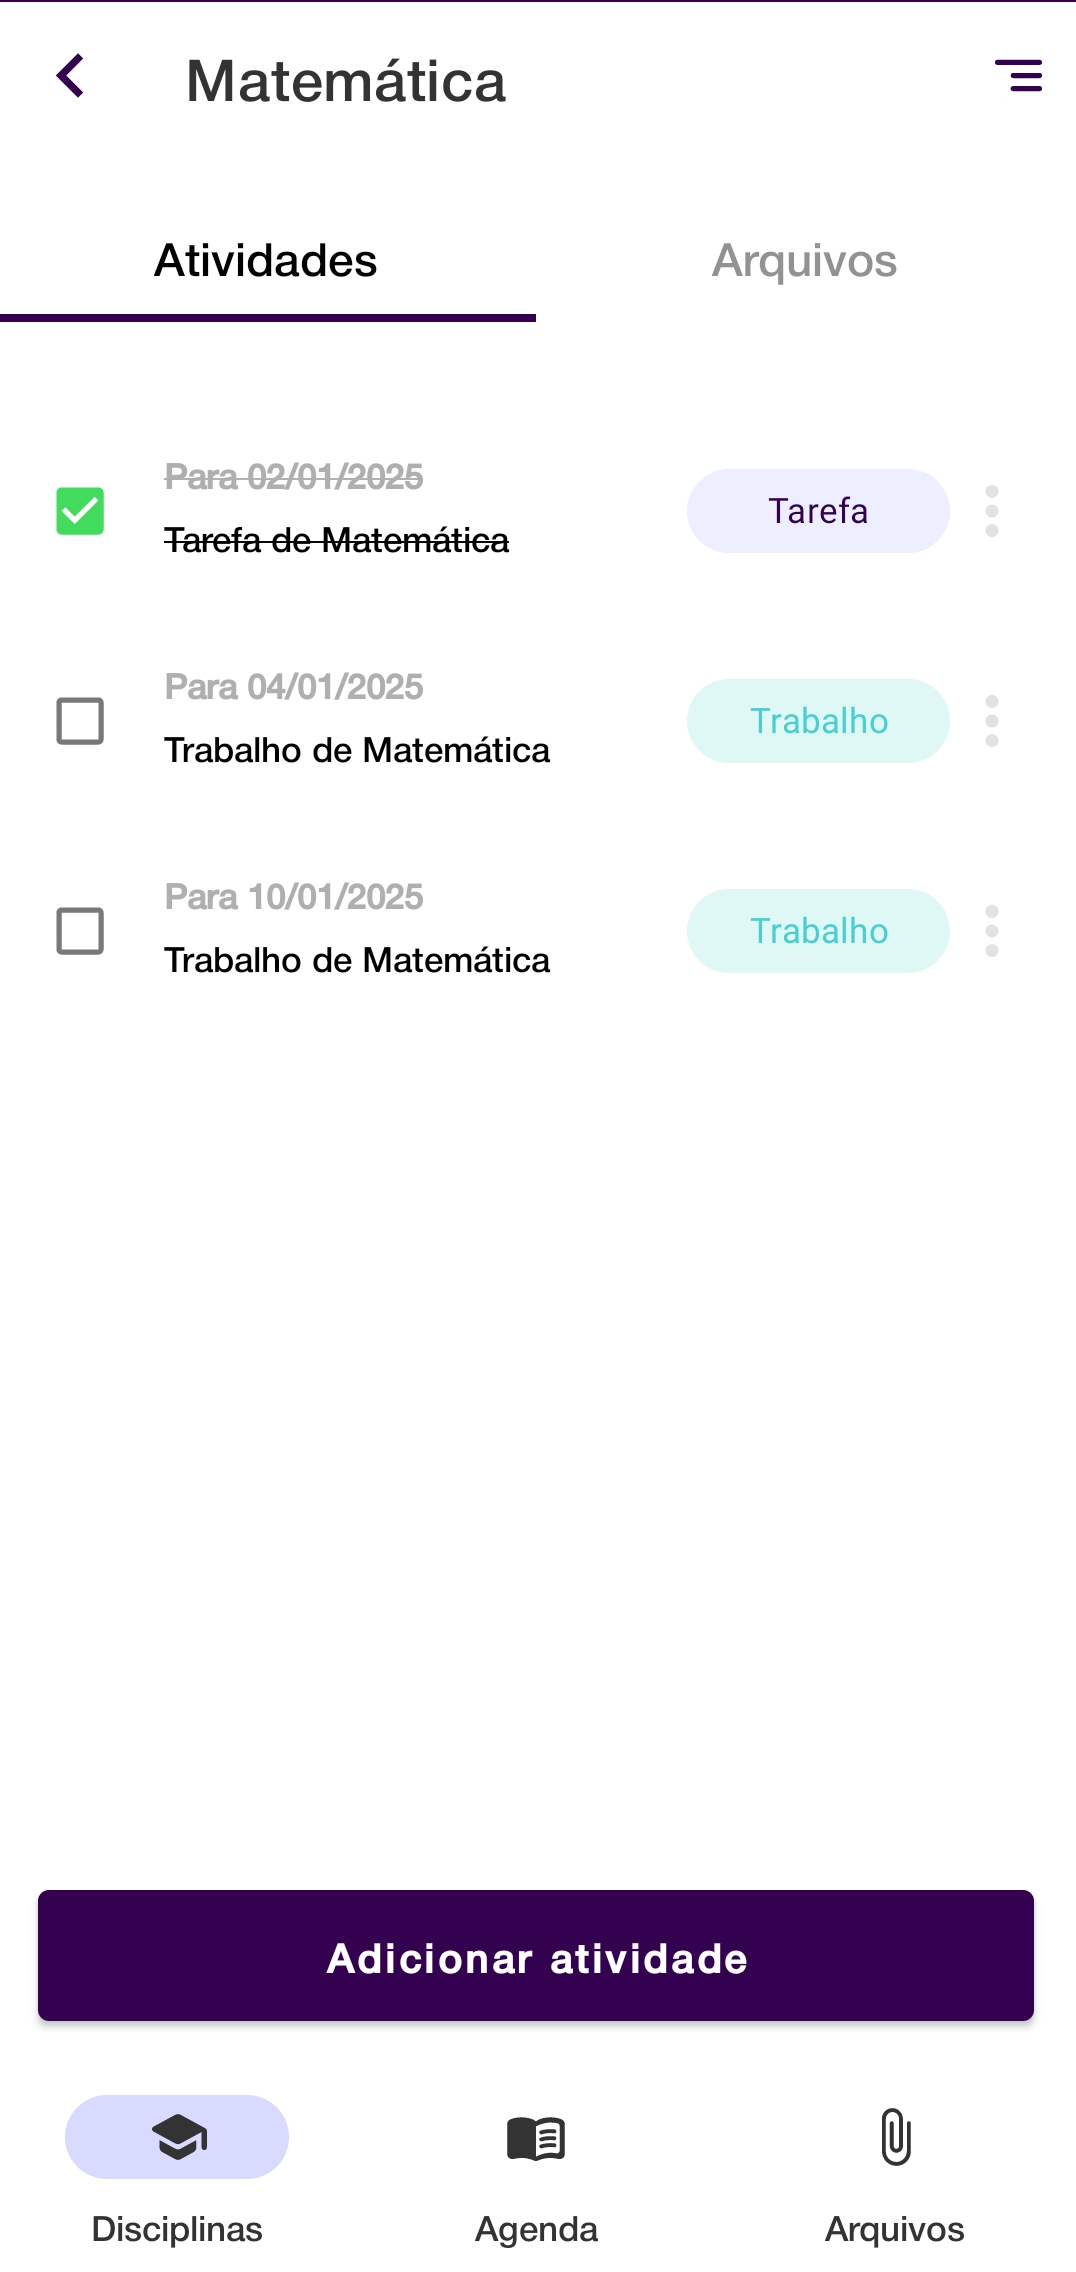 Matemática
Atividades
Arquivos
Para 02/01/2025
Tarefa de Matemática
Tarefa
Para 04/01/2025
Trabalho de Matemática
Trabalho
Para 10/01/2025
Trabalho de Matemática
Trabalho
Adicionar atividade
Disciplinas
Agenda
Arquivos